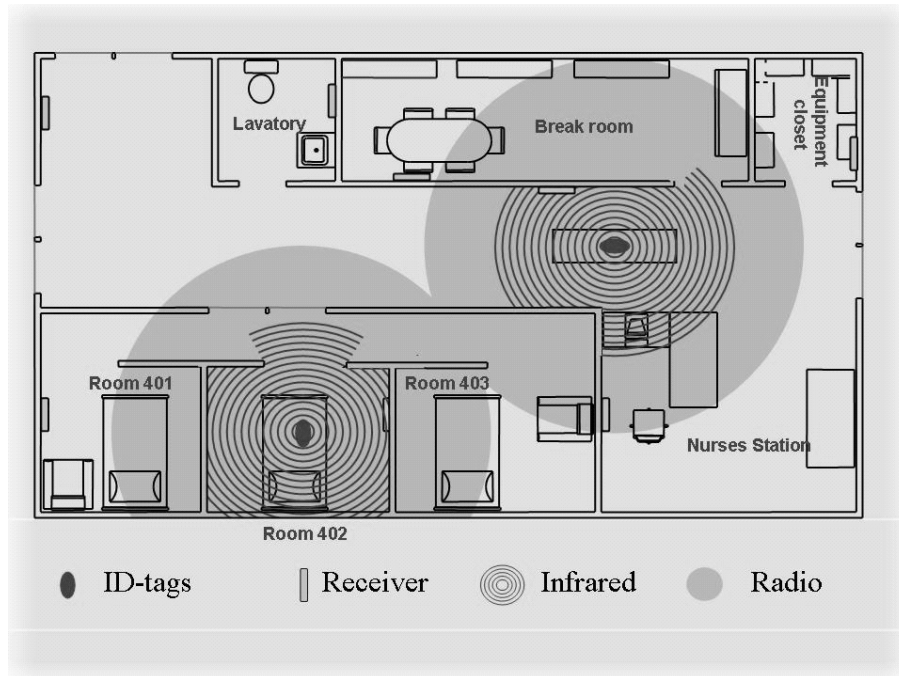 Lavatory
Break room
Equipment
closet
Room 401
Room 403
Nurses Station
Room 402
ID-tags
Receiver
Infrared
Radio